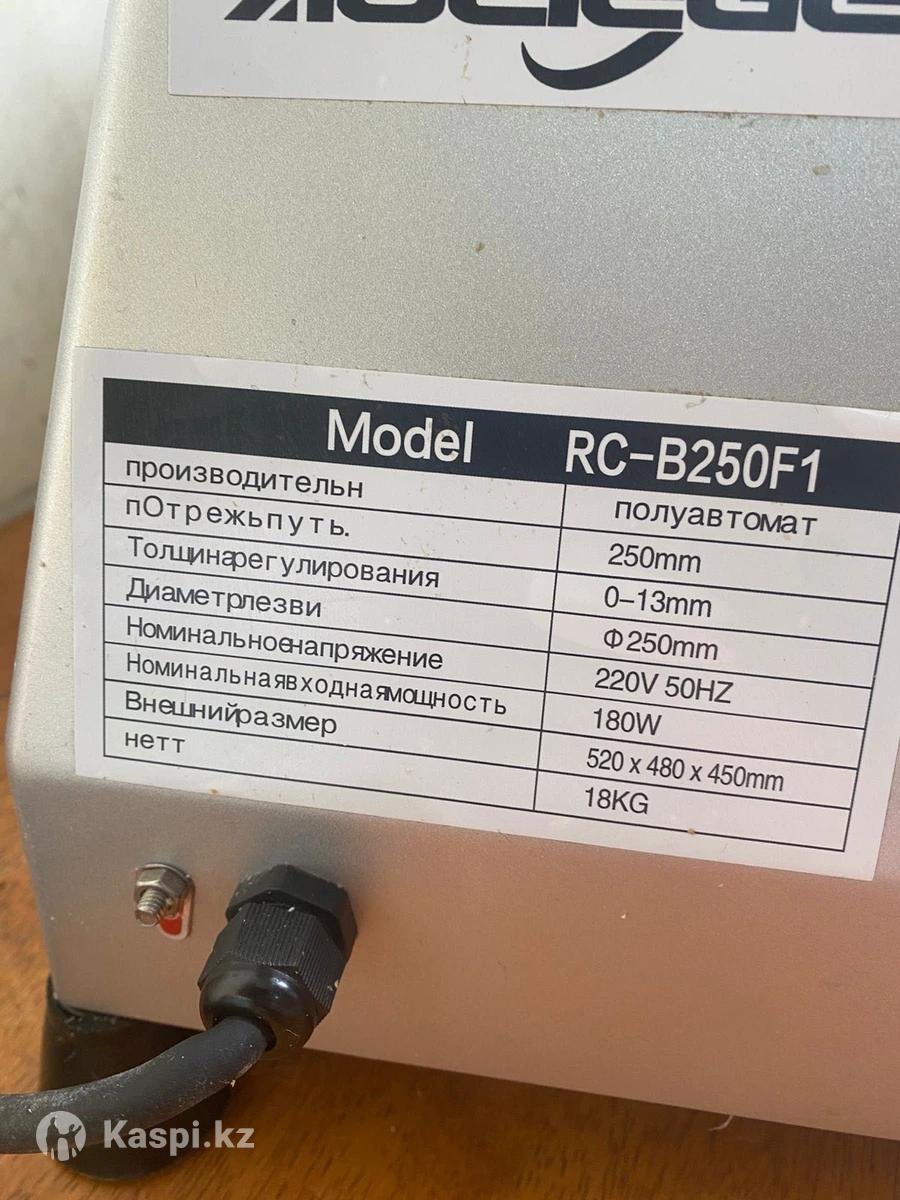 Model RC-B250F1
производительн полуавтомат
пОтрежьпуть. 250mm
Толщинарегулирования 0-13mm
Диаметрлезви Ф250mm
Номинальноенапряжение 220V 50HZ
Номинальнаявходнаямощность 180W
Внешнийразмер 520 x 480 x 450mm
нетт 18KG
Kaspi.kz